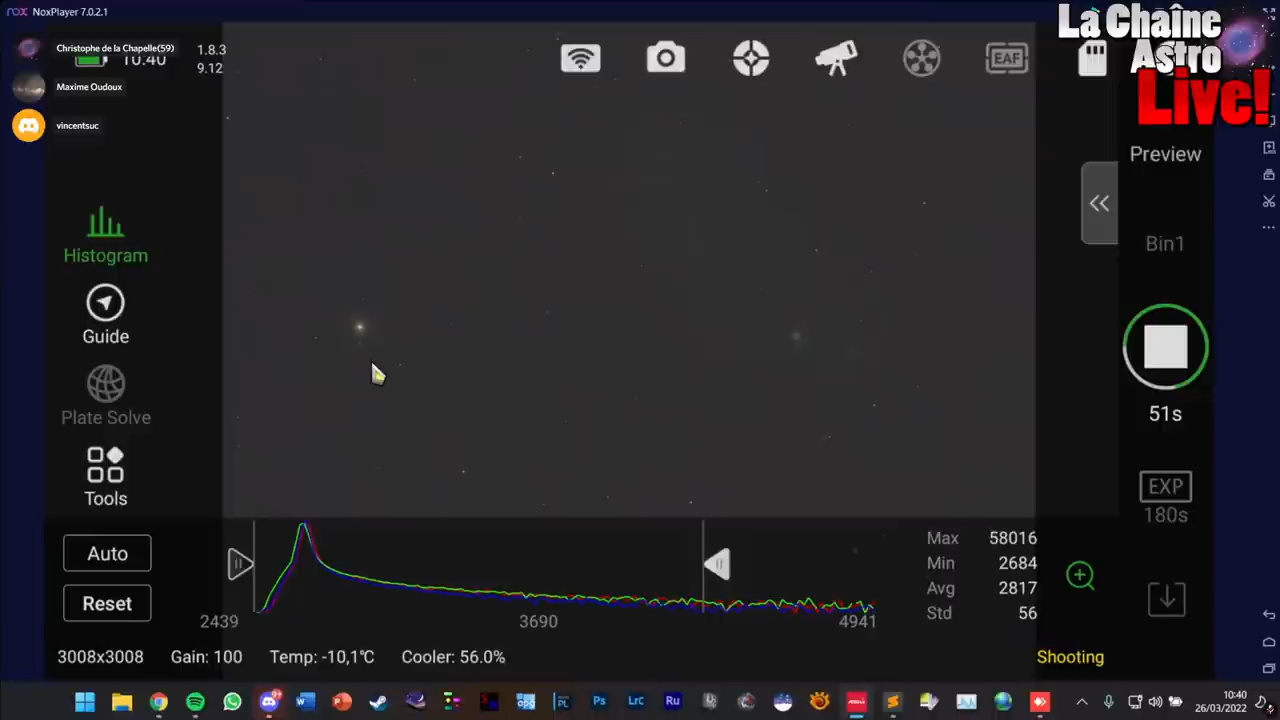 NoxPlayer 7.0.2.1
Christophe de la Chapelle(59)
10:40
1.8.3
9.12
Maxime Oudoux
vincentsuc
EAF
La Chaîne
Astro
Live!
Preview
Bin1
51s
EXP
180s
Histogram
Guide
Plate Solve
Tools
Auto
Reset
2439
3690
4941
Max 58016
Min 2684
Avg 2817
Std 56
3008x3008
Gain: 100
Temp: -10,1℃
Cooler: 56.0%
Shooting
Ps
LrC
Ru
10:40
26/03/2022